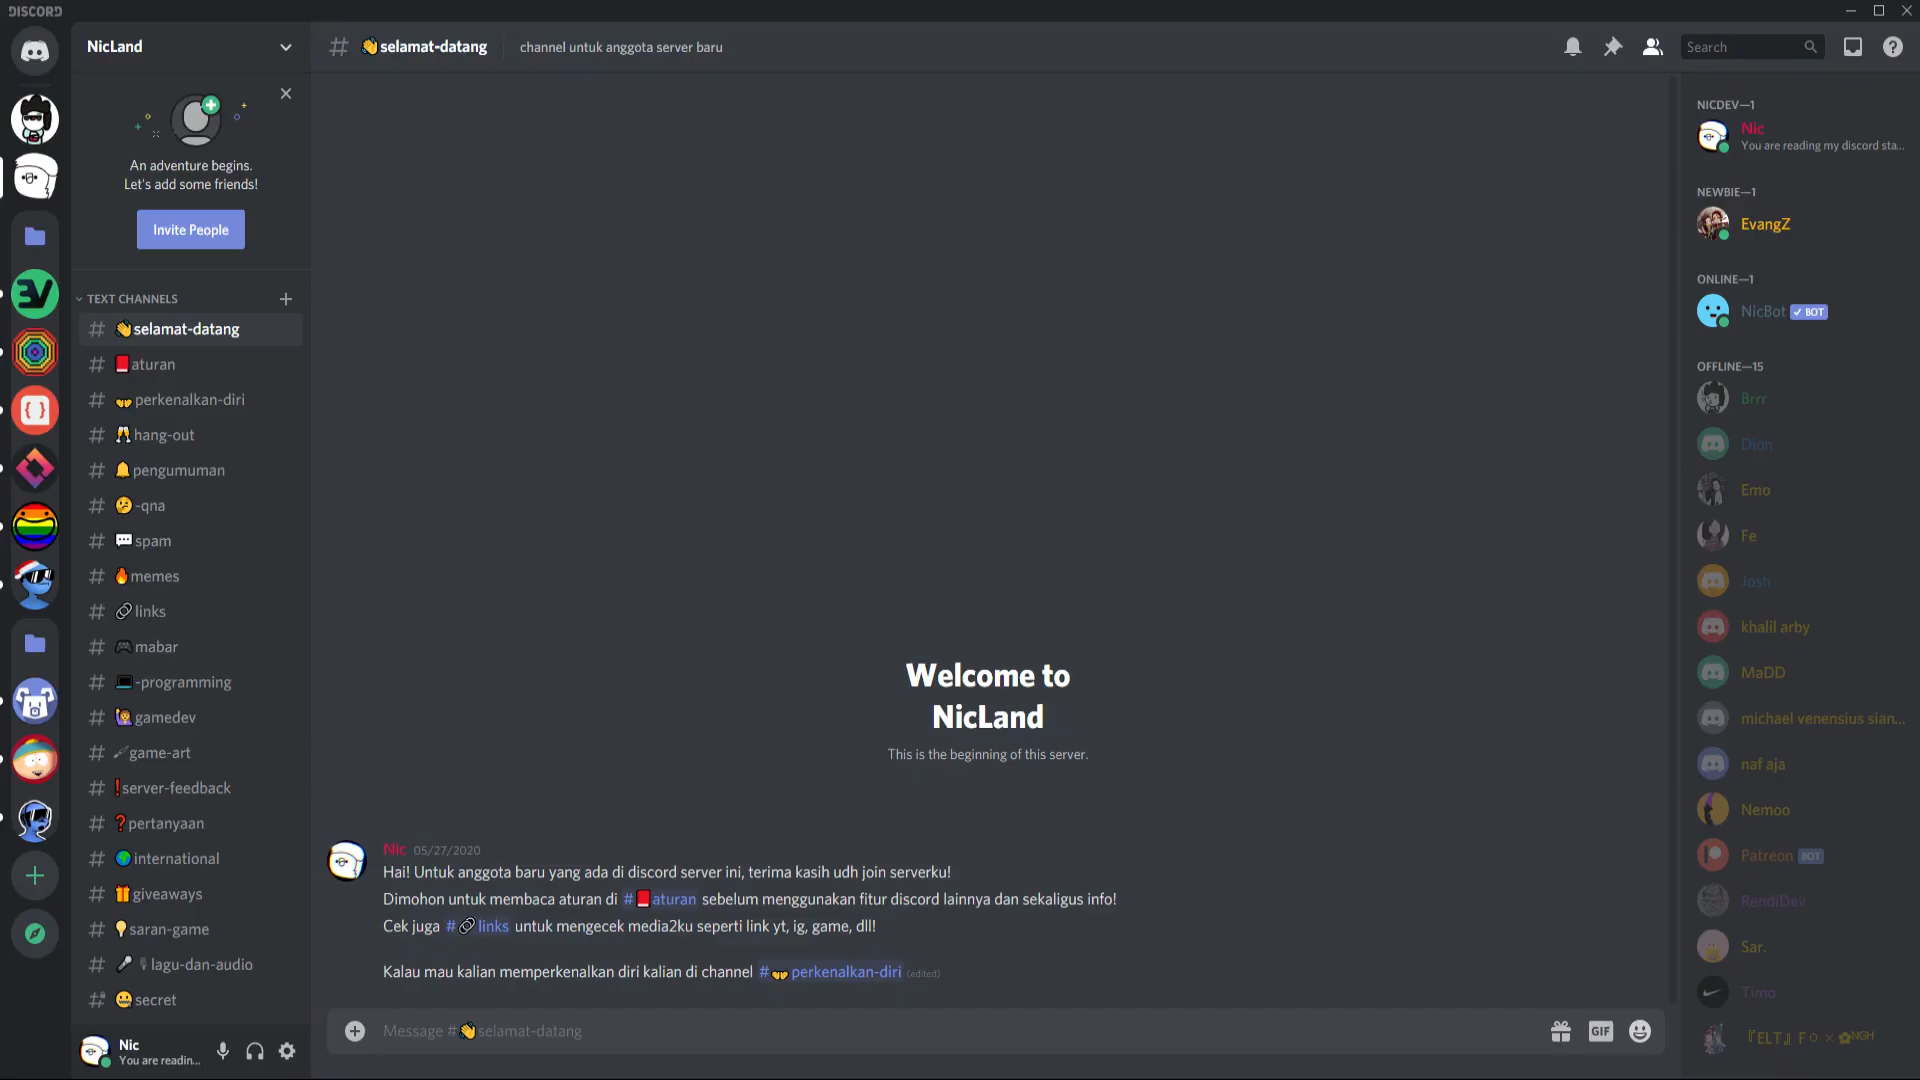 DISCORD
NicLand
An adventure begins.
Let's add some friends!
Invite People
TEXT CHANNELS
👋selamat-datang
📕aturan
🤝perkenalkan-diri
🥂hang-out
🔔pengumuman
🤔-qna
💬spam
🔥memes
🔗links
🎮mabar
💻-programming
🙋gamedev
🖌game-art
❗server-feedback
❓pertanyaan
🌍international
🎁giveaways
💡saran-game
🎤🎙lagu-dan-audio
😬secret
Nic
You are readin...
# 👋selamat-datang channel untuk anggota server baru
Search
Welcome to
NicLand
This is the beginning of this server.
Nic 05/27/2020
Hai! Untuk anggota baru yang ada di discord server ini, terima kasih udh join serverku!
Dimohon untuk membaca aturan di #📕aturan sebelum menggunakan fitur discord lainnya dan sekaligus info!
Cek juga #🔗links untuk mengecek media2ku seperti link yt, ig, game, dll!
Kalau mau kalian memperkenalkan diri kalian di channel #🤝perkenalkan-diri (edited)
Message #👋selamat-datang
GIF
NICDEV—1
Nic
You are reading my discord sta...
NEWBIE—1
EvangZ
ONLINE—1
NicBot ✓ BOT
OFFLINE—15
Brrr
Dion
Emo
Fe
Josh
khalil arby
MaDD
michael venensius sian...
naf aja
Nemoo
Patreon BOT
RendiDev
Sar.
Timo
『ELT』F○×✿ᴺᴳᴴ